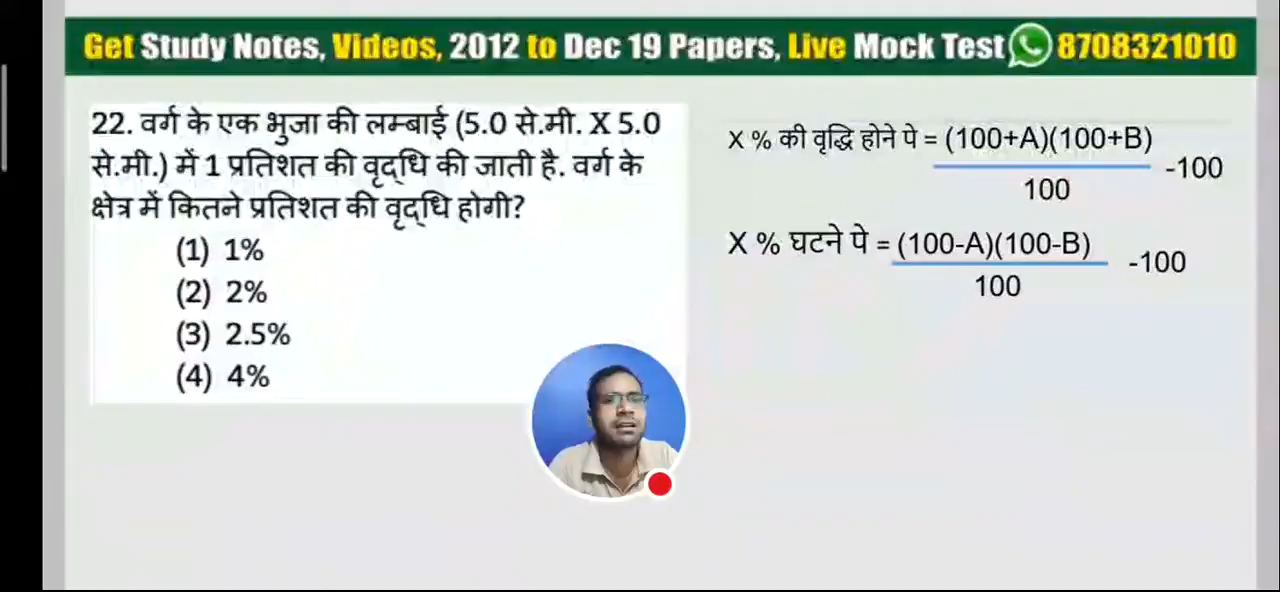 Get Study Notes, Videos, 2012 to Dec 19 Papers, Live Mock Test 8708321010
22. वर्ग के एक भुजा की लम्बाई (5.0 से.मी. X 5.0
से.मी.) में 1 प्रतिशत की वृद्धि की जाती है. वर्ग के
क्षेत्र में कितने प्रतिशत की वृद्धि होगी?
(1) 1%
(2) 2%
(3) 2.5%
(4) 4%
X % की वृद्धि होने पे = (100+A)(100+B)
-100
100
X % घटने पे = (100-A)(100-B)
-100
100